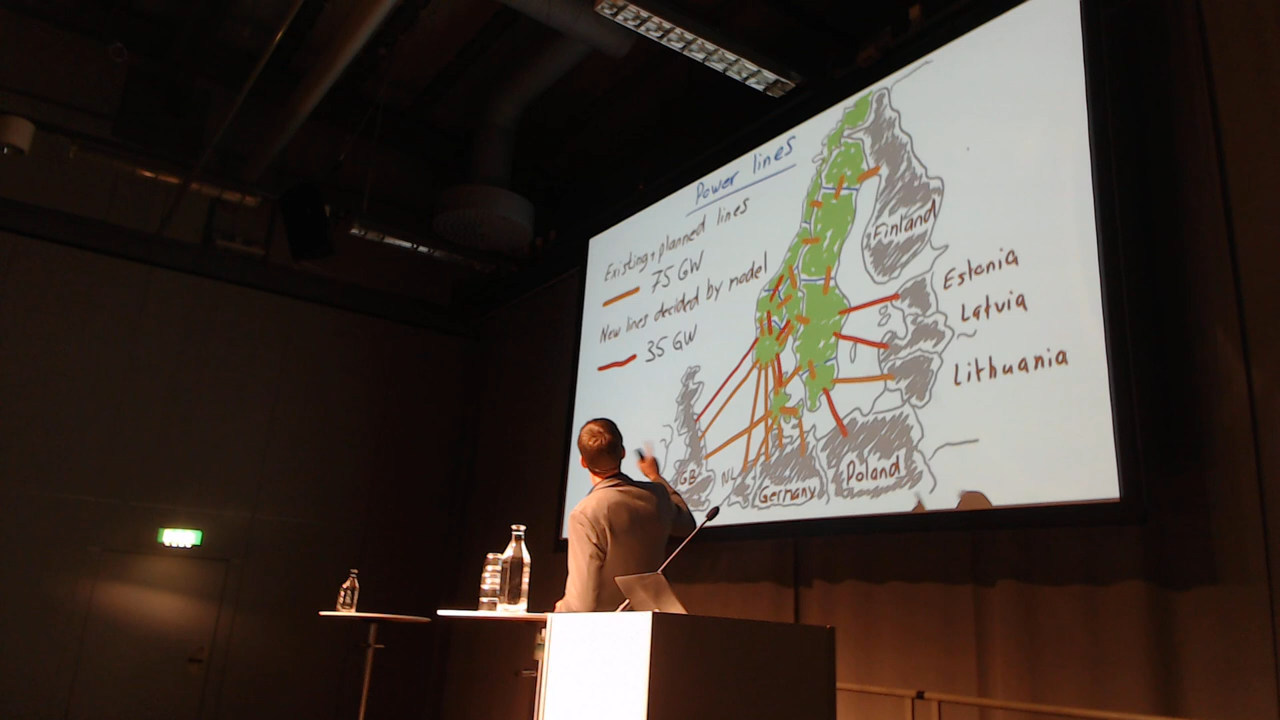 Power lines
Existing+planned lines
75 GW
New lines decided by model
35 GW
Finland
Estonia
Latvia
Lithuania
GB
NL
Germany
Poland